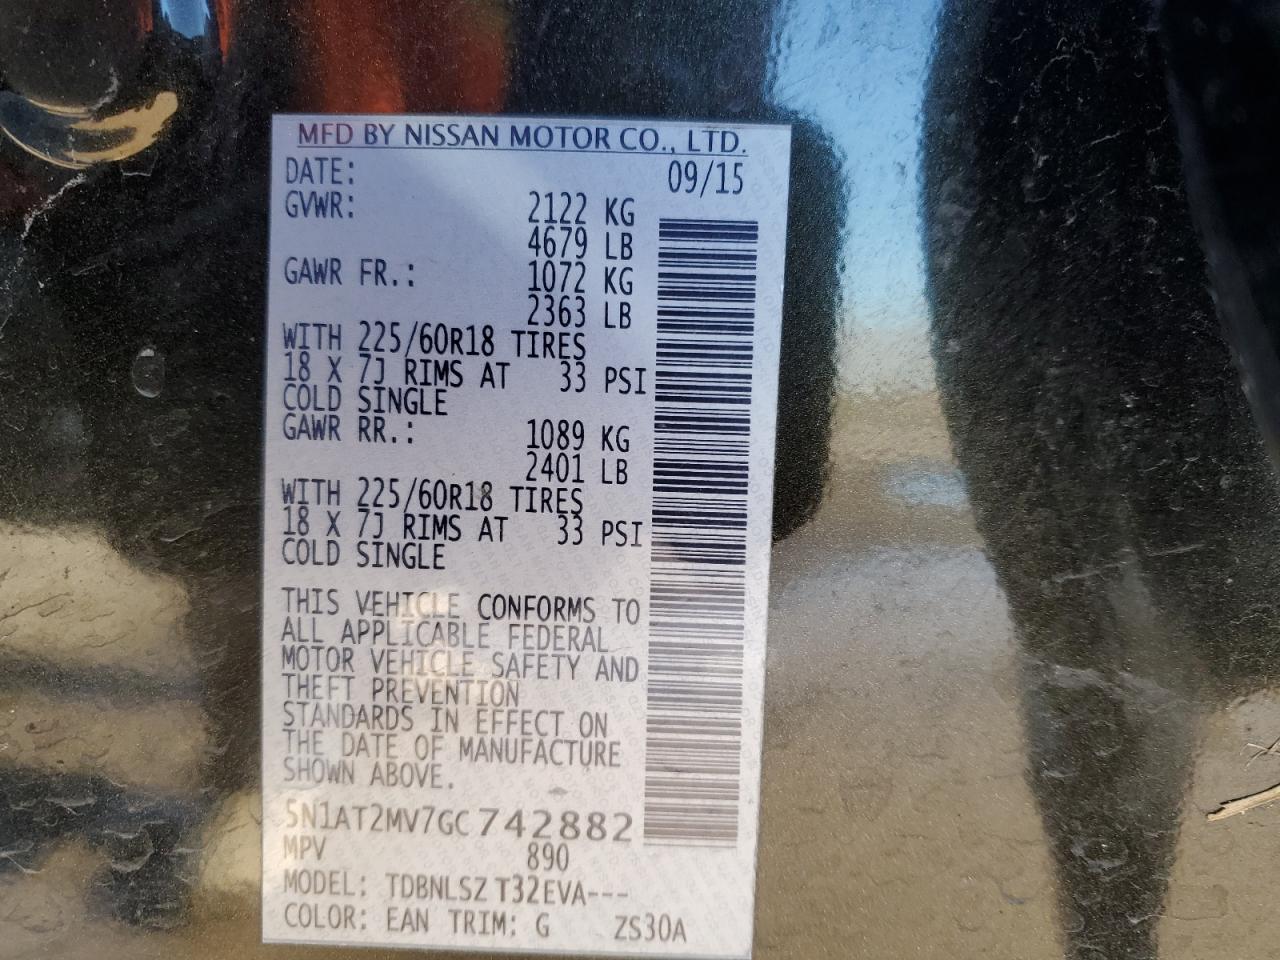 MFD BY NISSAN MOTOR CO., LTD.
DATE: 09/15
GVWR: 2122 KG
4679 LB
GAWR FR.: 1072 KG
2363 LB
WITH 225/60R18 TIRES
18 X 7J RIMS AT 33 PSI
COLD SINGLE
GAWR RR.: 1089 KG
2401 LB
WITH 225/60R18 TIRES
18 X 7J RIMS AT 33 PSI
COLD SINGLE
THIS VEHICLE CONFORMS TO
ALL APPLICABLE FEDERAL
MOTOR VEHICLE SAFETY AND
THEFT PREVENTION
STANDARDS IN EFFECT ON
THE DATE OF MANUFACTURE
SHOWN ABOVE.
5N1AT2MV7GC742882
MPV 890
MODEL: TDBNLSZ T32EVA---
COLOR: EAN TRIM: G ZS30A